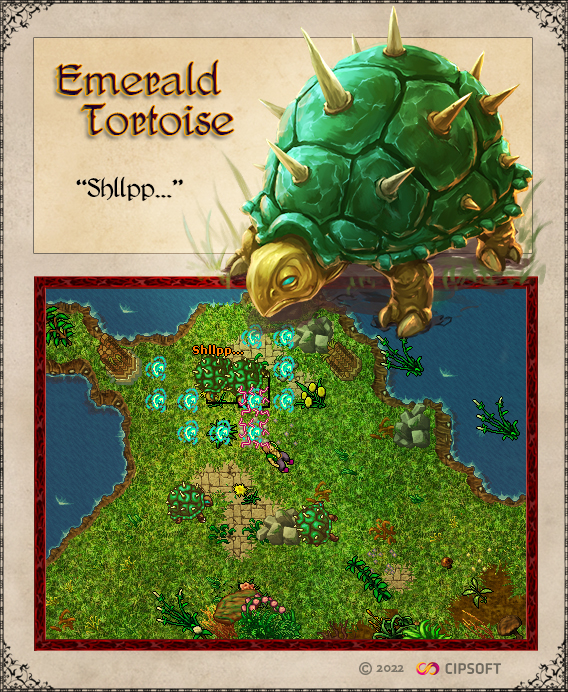 Emerald
Tortoise
“Shllpp...”
Shllpp...
© 2022 CIPSOFT